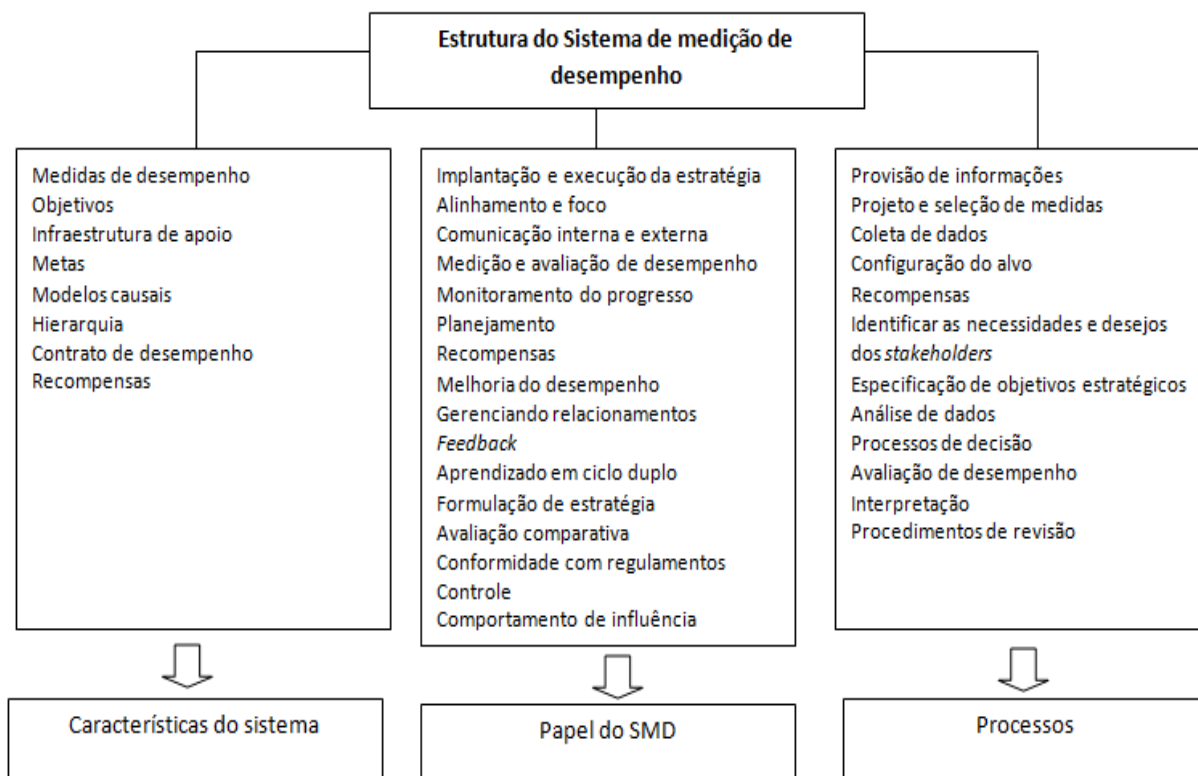 Estrutura do Sistema de medição de
desempenho
Medidas de desempenho
Objetivos
Infraestrutura de apoio
Metas
Modelos causais
Hierarquia
Contrato de desempenho
Recompensas
Implantação e execução da estratégia
Alinhamento e foco
Comunicação interna e externa
Medição e avaliação de desempenho
Monitoramento do progresso
Planejamento
Recompensas
Melhoria do desempenho
Gerenciando relacionamentos
Feedback
Aprendizado em ciclo duplo
Formulação de estratégia
Avaliação comparativa
Conformidade com regulamentos
Controle
Comportamento de influência
Provisão de informações
Projeto e seleção de medidas
Coleta de dados
Configuração do alvo
Recompensas
Identificar as necessidades e desejos
dos stakeholders
Especificação de objetivos estratégicos
Análise de dados
Processos de decisão
Avaliação de desempenho
Interpretação
Procedimentos de revisão
Características do sistema
Papel do SMD
Processos